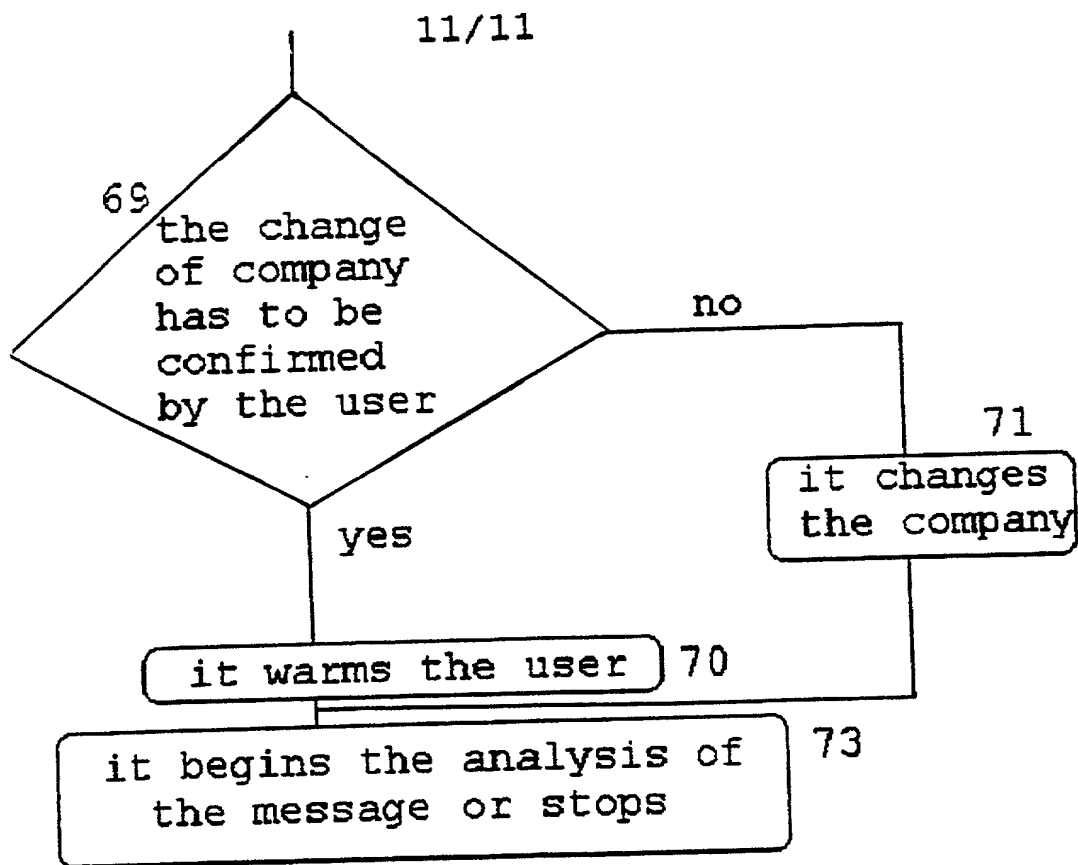 11/11
69
the change
of company
has to be
confirmed
by the user
no
71
it changes
the company
yes
it warms the user
70
73
it begins the analysis of
the message or stops